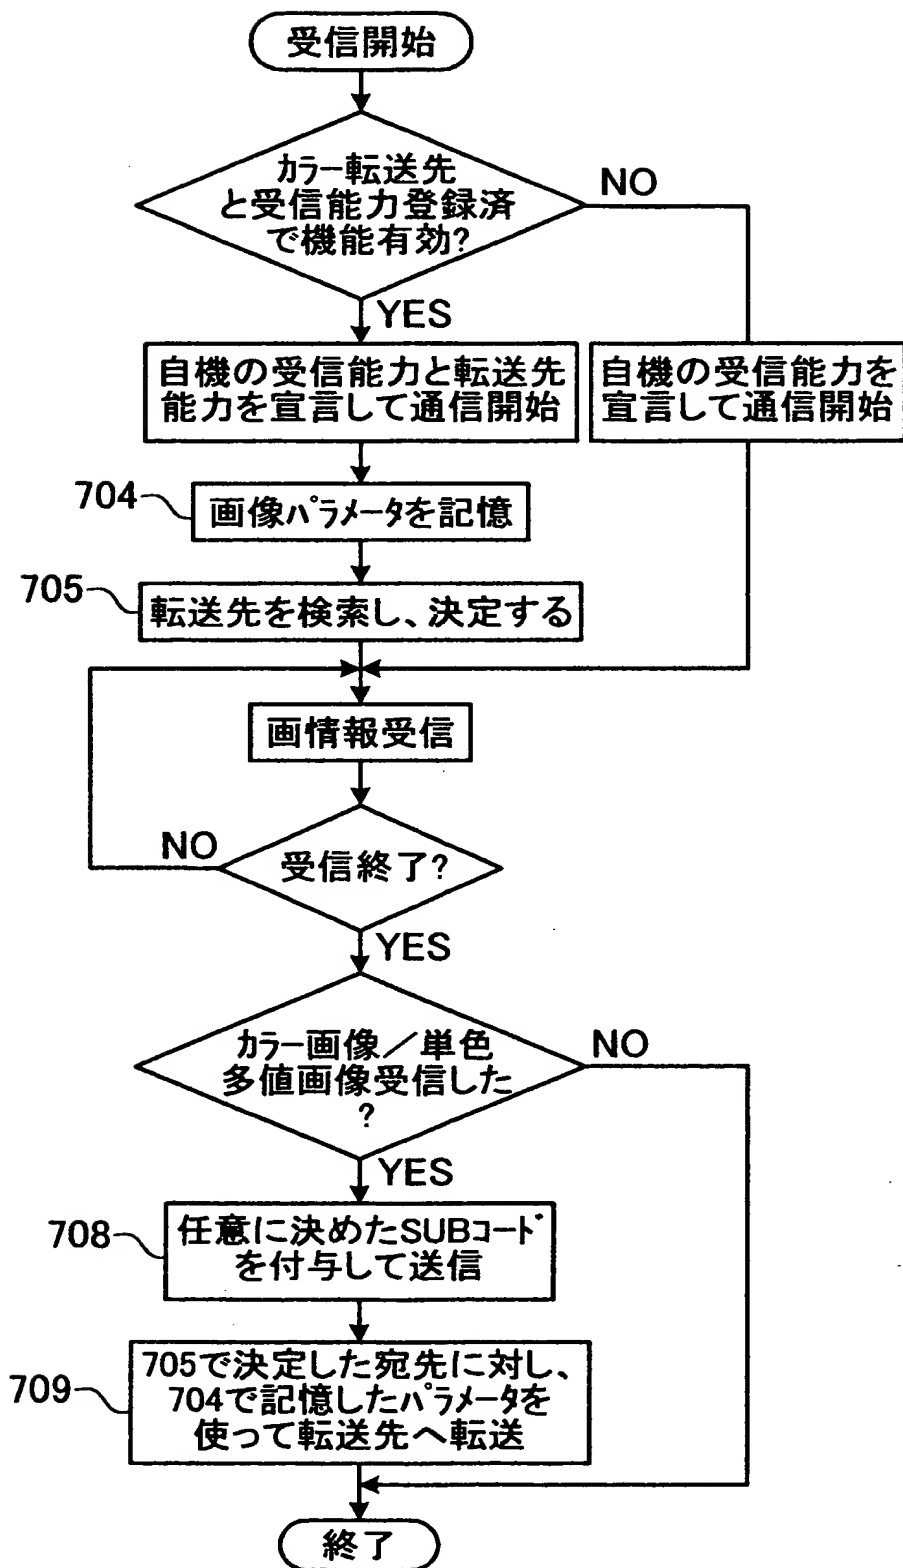 受信開始
カラー転送先
と受信能力登録済
で機能有効?
NO
YES
自機の受信能力と転送先
能力を宣言して通信開始
自機の受信能力を
宣言して通信開始
704
画像パラメータを記憶
705
転送先を検索し、決定する
画情報受信
NO
受信終了?
YES
カラー画像／単色
多値画像受信した
?
NO
YES
708
任意に決めたSUBコード
を付与して送信
709
705で決定した宛先に対し、
704で記憶したパラメータを
使って転送先へ転送
終了